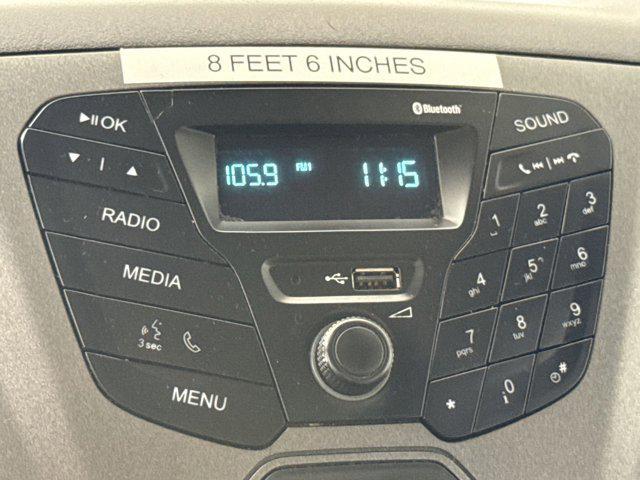 8 FEET 6 INCHES
Bluetooth
OK
SOUND
105.9 FM1 11:15
RADIO
MEDIA
3 sec
MENU
1
2 abc
3 def
4 ghi
5 jkl
6 mno
7 pqrs
8 tuv
9 wxyz
*
0 i
#